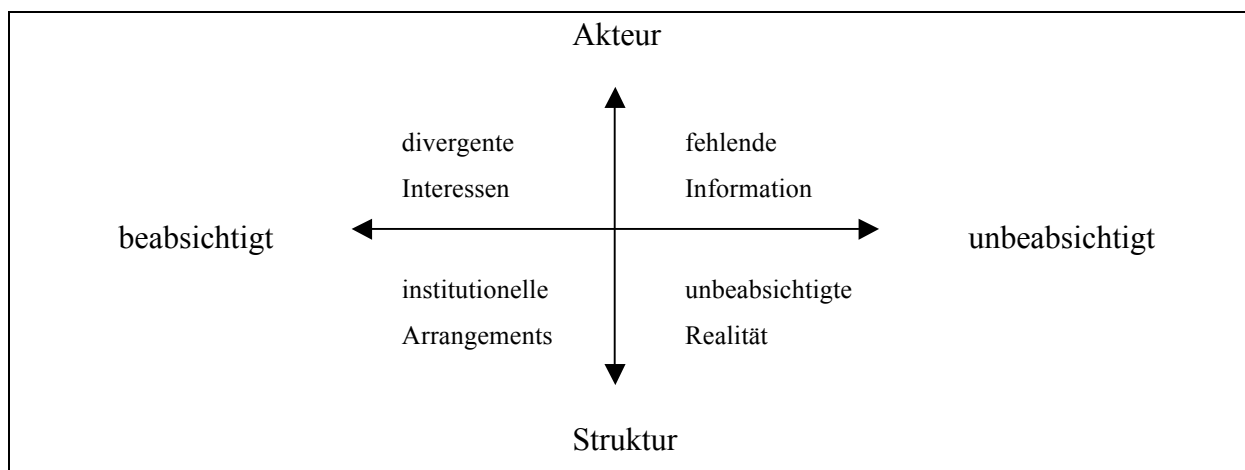 Akteur
divergente
Interessen
fehlende
Information
beabsichtigt
unbeabsichtigt
institutionelle
Arrangements
unbeabsichtigte
Realität
Struktur